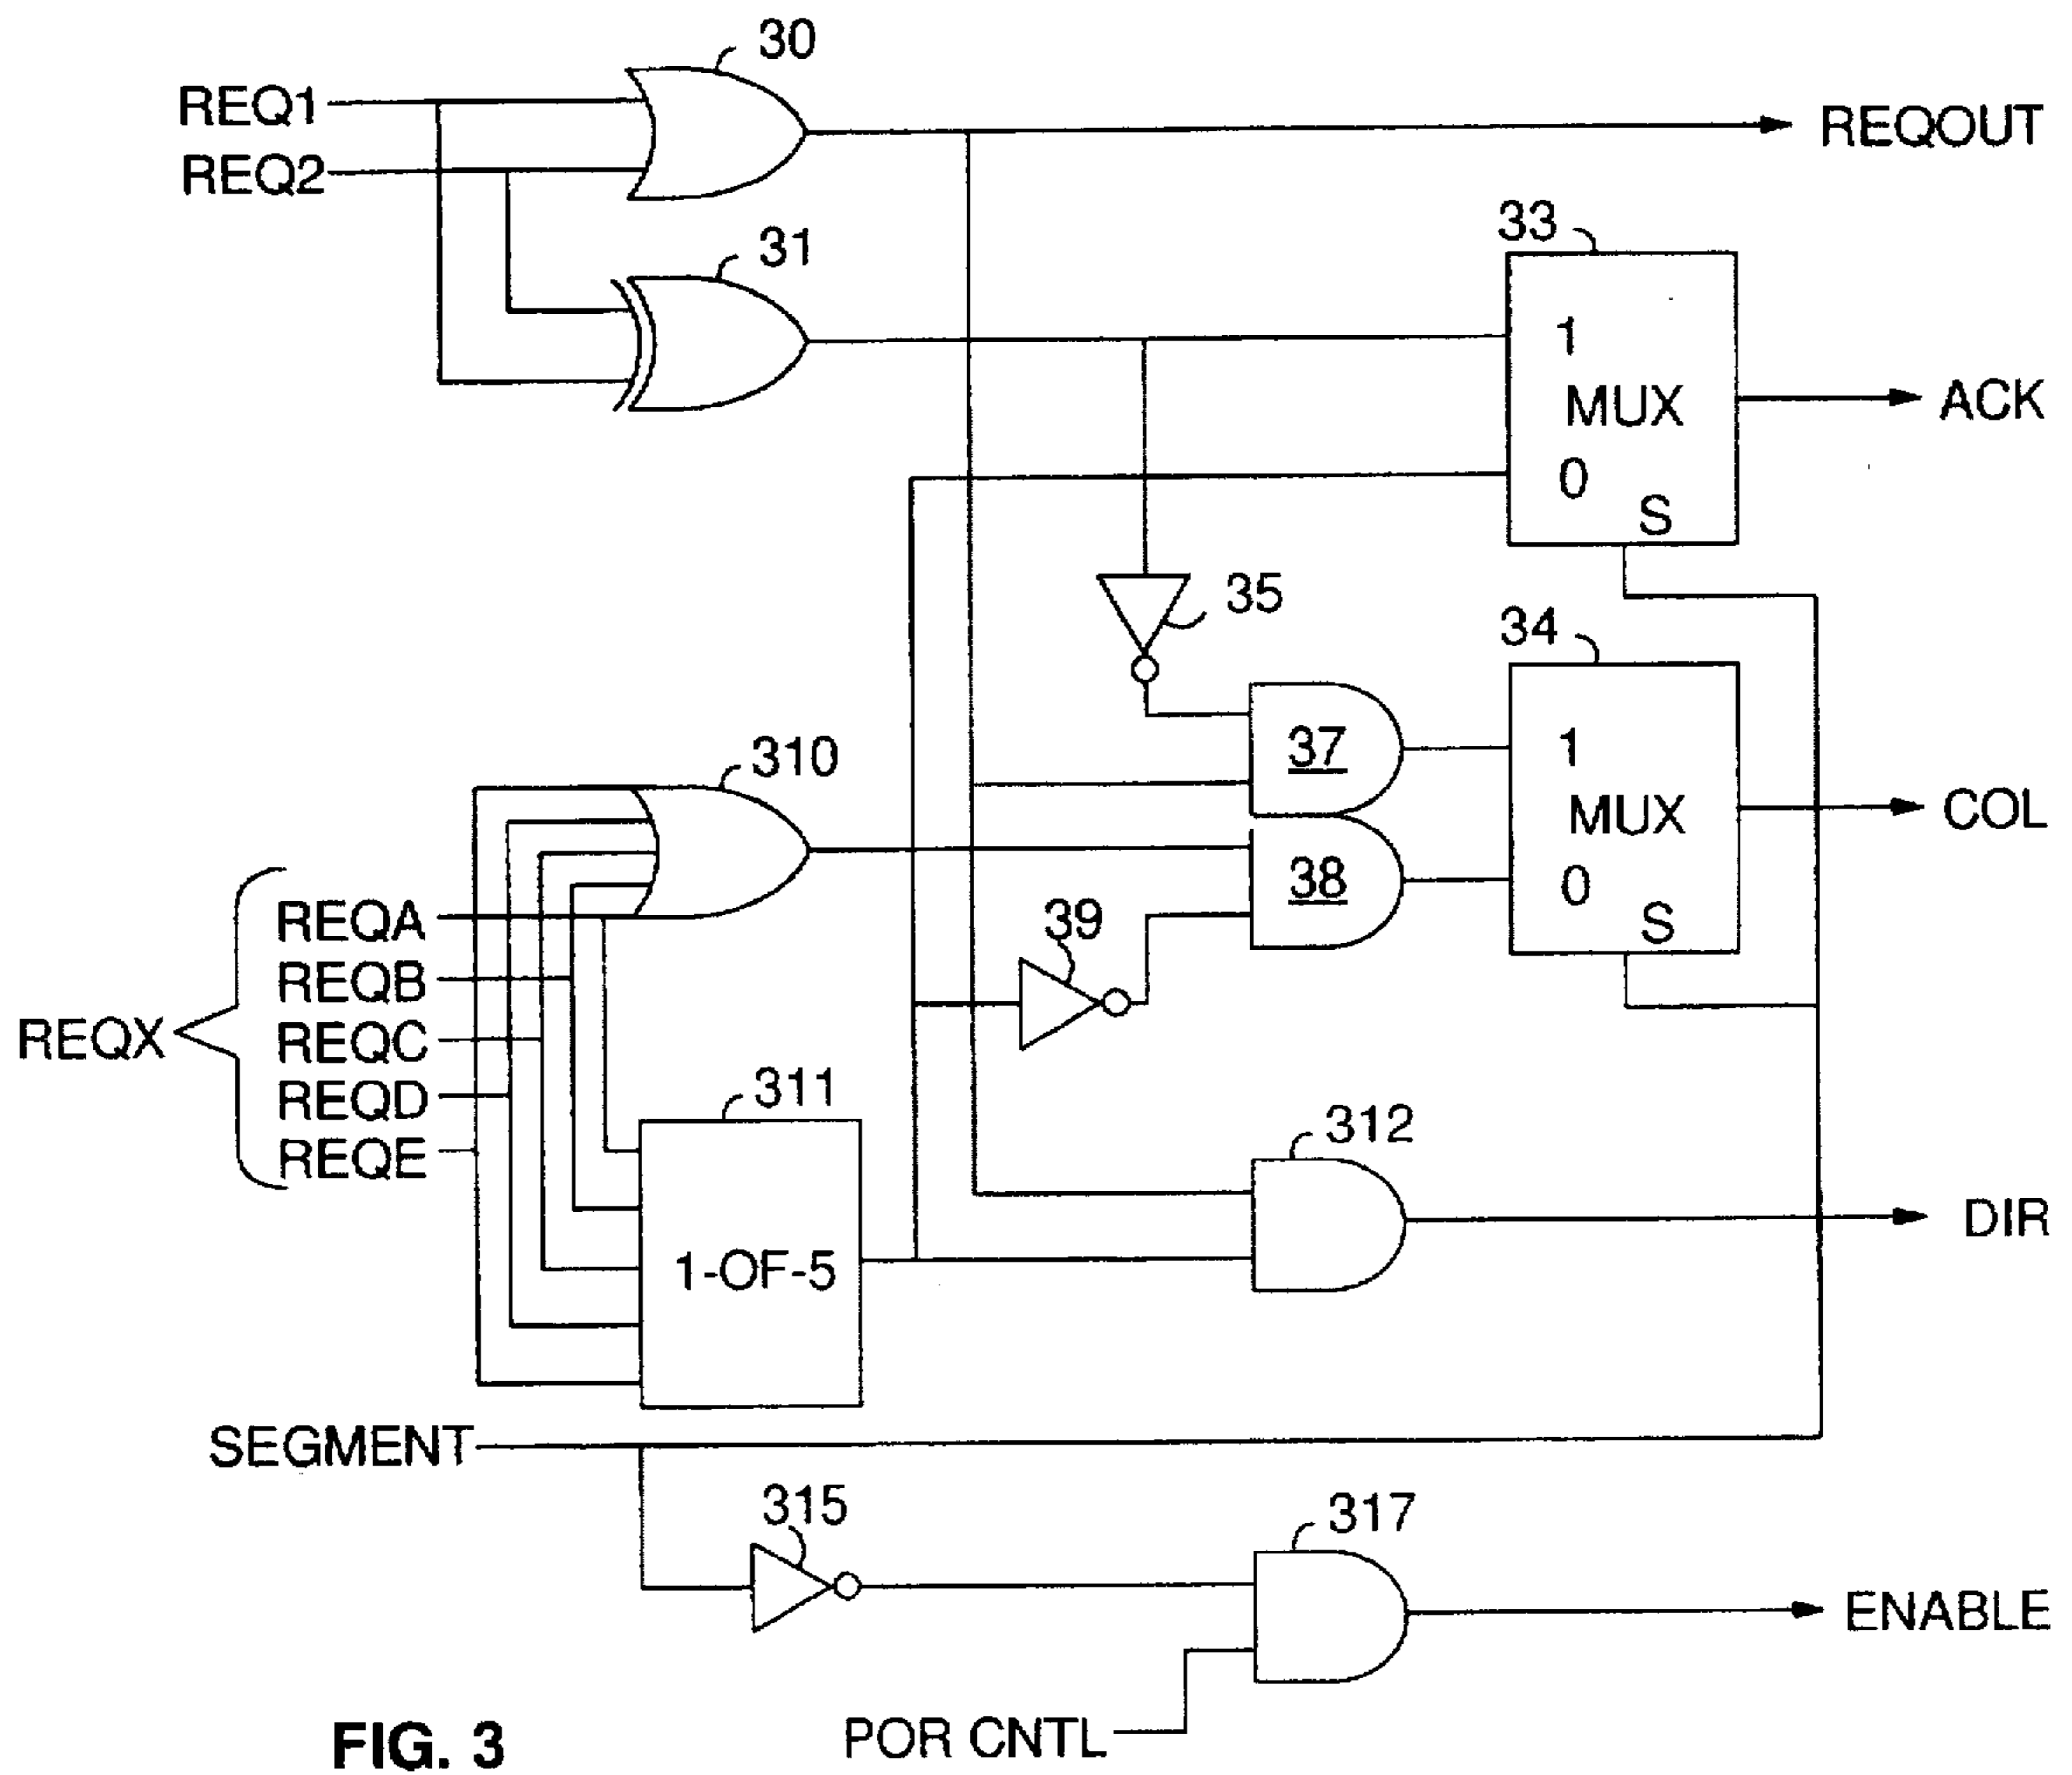 30
REQ1
REQOUT
REQ2
33
31
1
MUX
ACK
0
S
35
34
37
1
310
MUX
COL
38
0
REQA
39
S
REQB
REQX
REQC
REQD
311
312
REQE
DIR
1-OF-5
SEGMENT
315
317
ENABLE
POR CNTL
FIG. 3